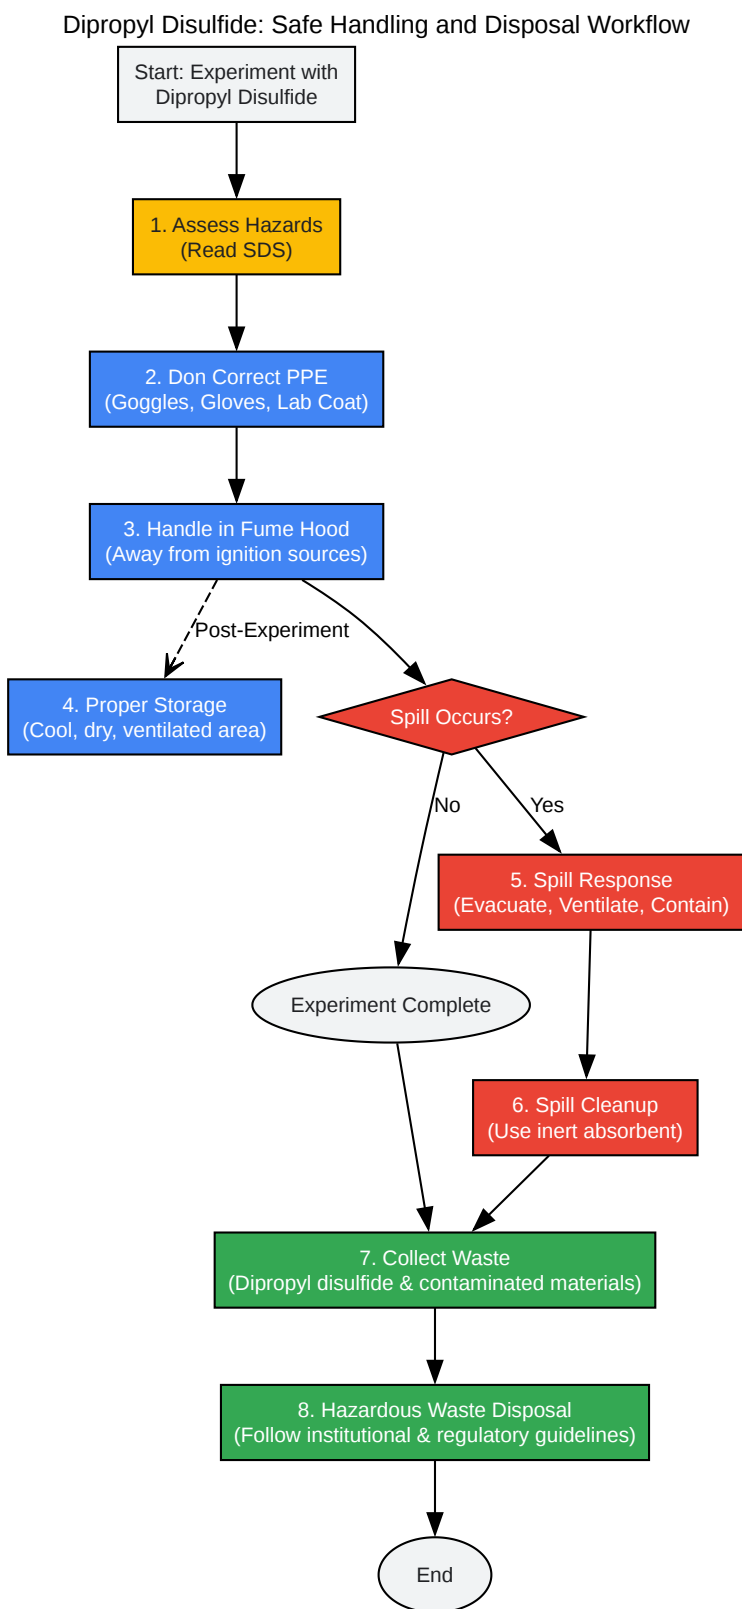 Dipropyl Disulfide: Safe Handling and Disposal Workflow
Start: Experiment with
Dipropyl Disulfide
1. Assess Hazards
(Read SDS)
2. Don Correct PPE
(Goggles, Gloves, Lab Coat)
3. Handle in Fume Hood
(Away from ignition sources)
Post-Experiment
4. Proper Storage
(Cool, dry, ventilated area)
Spill Occurs?
No
Yes
5. Spill Response
(Evacuate, Ventilate, Contain)
Experiment Complete
6. Spill Cleanup
(Use inert absorbent)
7. Collect Waste
(Dipropyl disulfide & contaminated materials)
8. Hazardous Waste Disposal
(Follow institutional & regulatory guidelines)
End